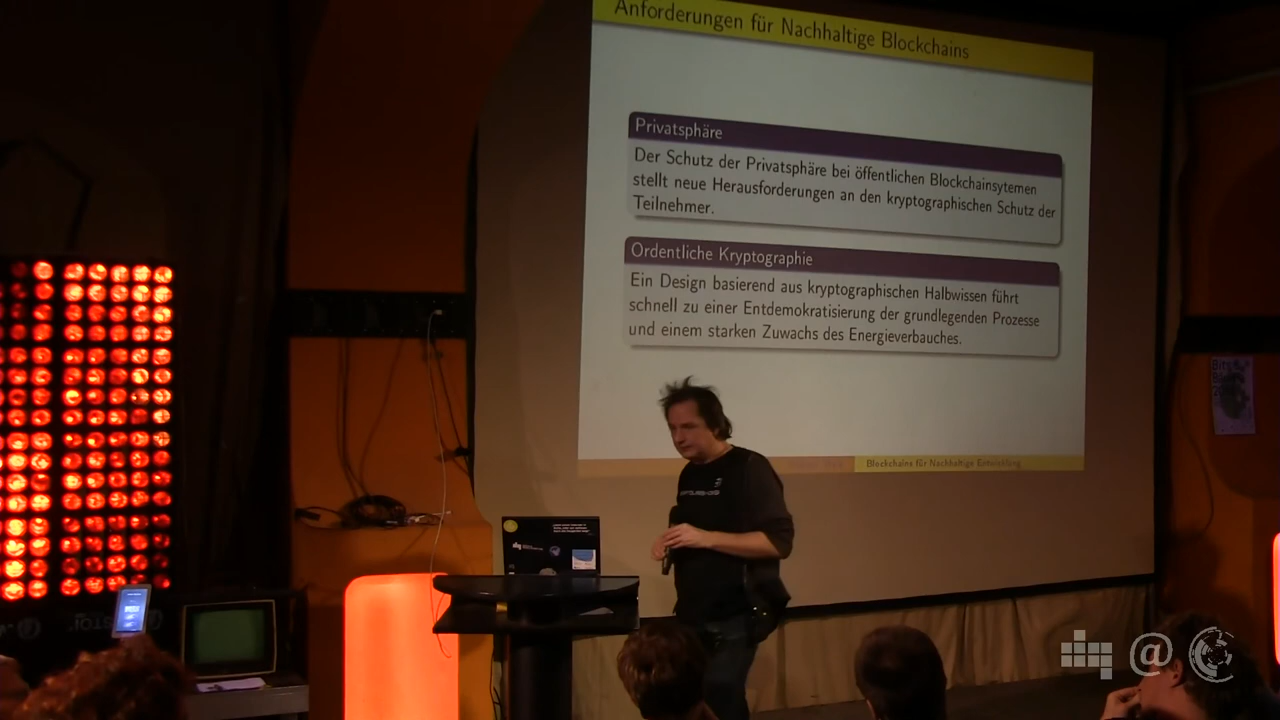 Anforderungen für Nachhaltige Blockchains
Privatsphäre
Der Schutz der Privatsphäre bei öffentlichen Blockchainsytemen
stellt neue Herausforderungen an den kryptographischen Schutz der
Teilnehmer.
Ordentliche Kryptographie
Ein Design basierend aus kryptographischen Halbwissen führt
schnell zu einer Entdemokratisierung der grundlegenden Prozesse
und einem starken Zuwachs des Energieverbauches.
Blockchains für Nachhaltige Entwicklung
@